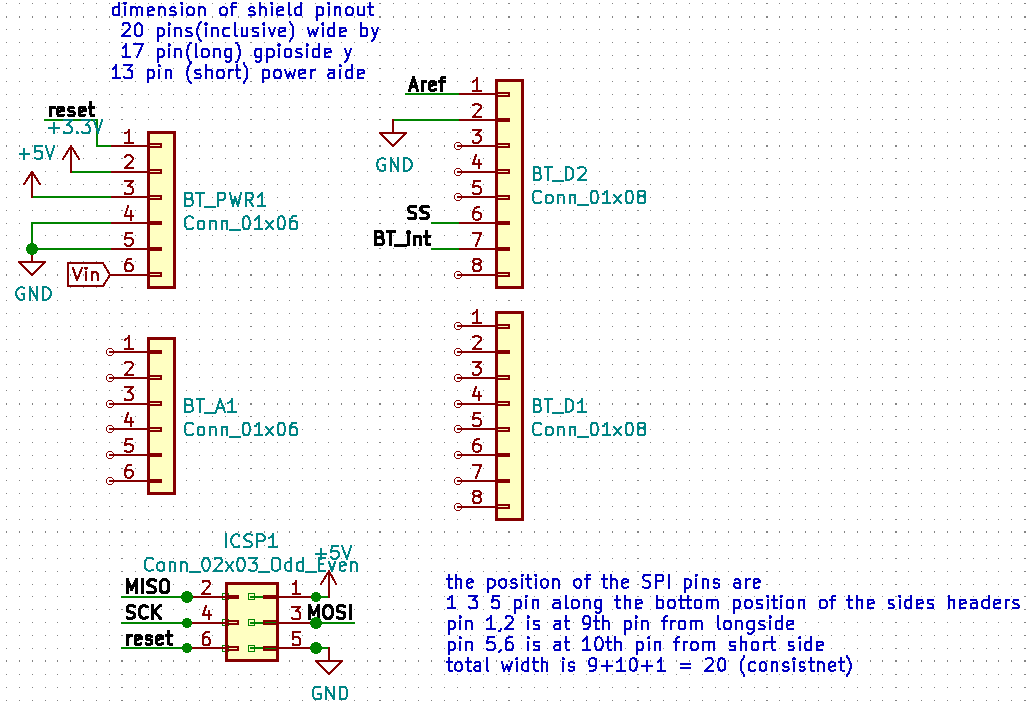 dimension of shield pinout
20 pins(inclusive) wide by
17 pin(long) gpioside y
13 pin (short) power aide
reset
+3.3V
+5V
1
2
3
4
5
6
Vin
GND
BT_PWR1
Conn_01x06
Aref
GND
SS
BT_int
1
2
3
4
5
6
7
8
BT_D2
Conn_01x08
1
2
3
4
5
6
BT_A1
Conn_01x06
1
2
3
4
5
6
7
8
BT_D1
Conn_01x08
ICSP1
+5V
Conn_02x03_Odd_Even
MISO 2 1
SCK 4 3 MOSI
reset 6 5
GND
the position of the SPI pins are
1 3 5 pin along the bottom position of the sides headers
pin 1,2 is at 9th pin from longside
pin 5,6 is at 10th pin from short side
total width is 9+10+1 = 20 (consistnet)